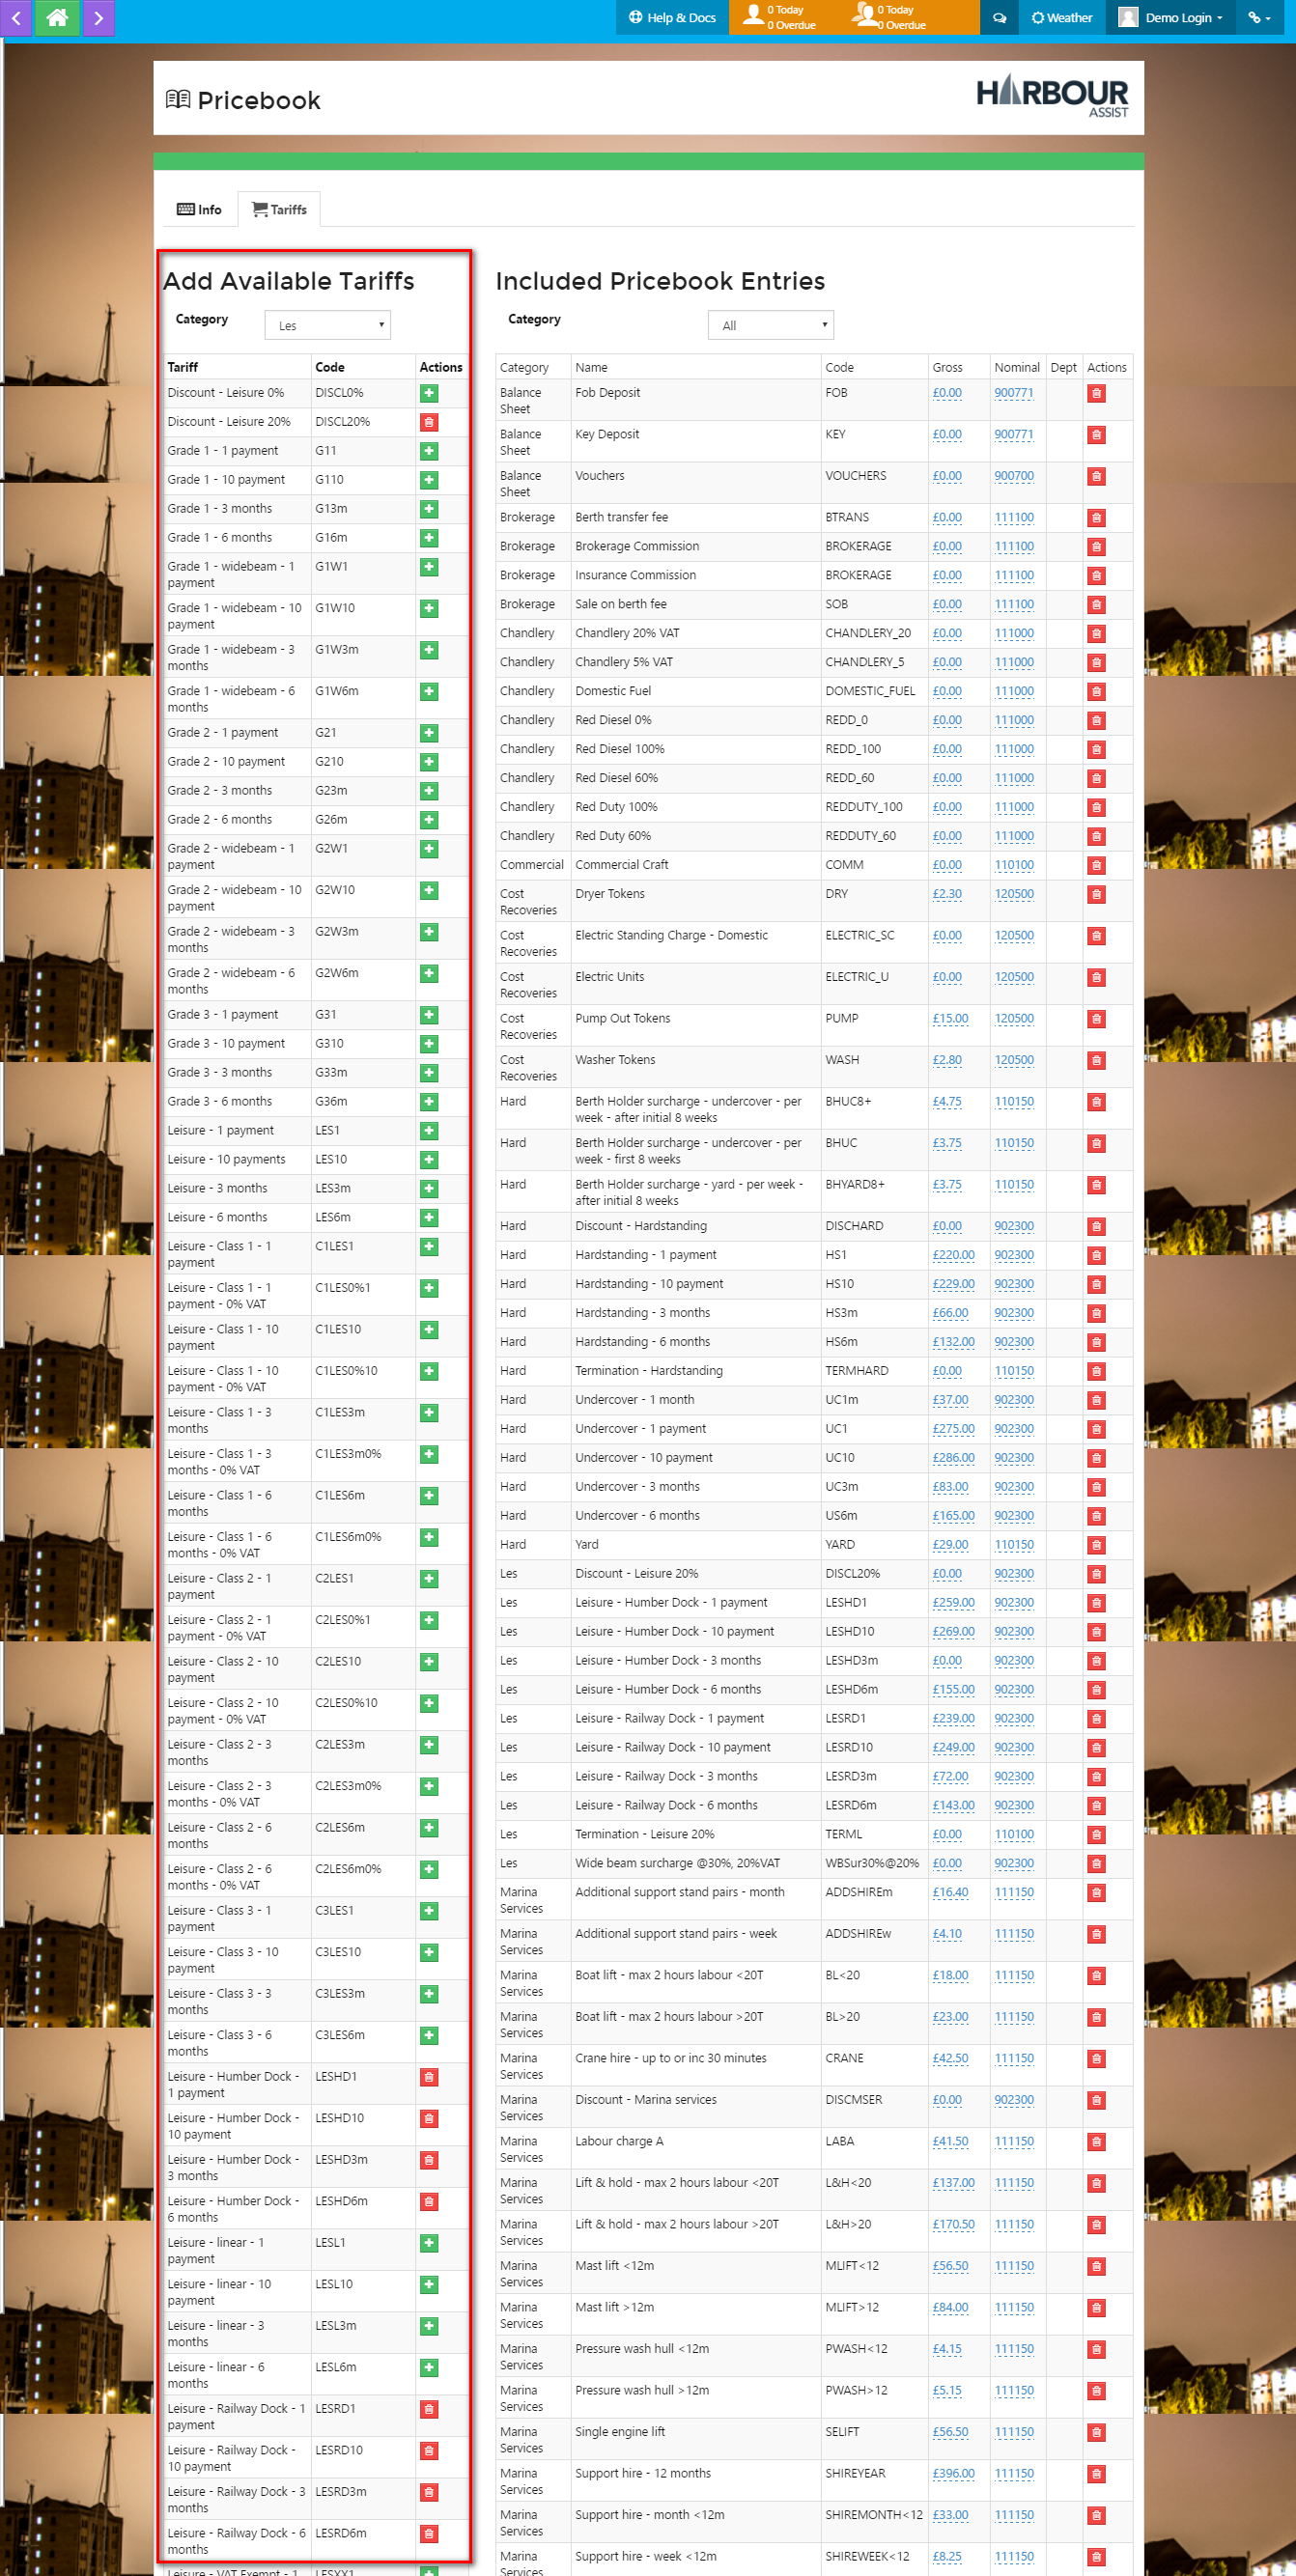 Help & Docs
0 Today
0 Overdue
0 Today
0 Overdue
Weather
Demo Login
Pricebook
HARBOUR
ASSIST
Info
Tariffs
Add Available Tariffs
Category Les
Tariff Code Actions
Discount - Leisure 0% DISCL0%
Discount - Leisure 20% DISCL20%
Grade 1 - 1 payment G11
Grade 1 - 10 payment G110
Grade 1 - 3 months G13m
Grade 1 - 6 months G16m
Grade 1 - widebeam - 1 G1W1
payment
Grade 1 - widebeam - 10 G1W10
payment
Grade 1 - widebeam - 3 G1W3m
months
Grade 1 - widebeam - 6 G1W6m
months
Grade 2 - 1 payment G21
Grade 2 - 10 payment G210
Grade 2 - 3 months G23m
Grade 2 - 6 months G26m
Grade 2 - widebeam - 1 G2W1
payment
Grade 2 - widebeam - 10 G2W10
payment
Grade 2 - widebeam - 3 G2W3m
months
Grade 2 - widebeam - 6 G2W6m
months
Grade 3 - 1 payment G31
Grade 3 - 10 payment G310
Grade 3 - 3 months G33m
Grade 3 - 6 months G36m
Leisure - 1 payment LES1
Leisure - 10 payments LES10
Leisure - 3 months LES3m
Leisure - 6 months LES6m
Leisure - Class 1 - 1 C1LES1
payment
Leisure - Class 1 - 1 C1LES0%1
payment - 0% VAT
Leisure - Class 1 - 10 C1LES10
payment
Leisure - Class 1 - 10 C1LES0%10
payment - 0% VAT
Leisure - Class 1 - 3 C1LES3m
months
Leisure - Class 1 - 3 C1LES3m0%
months - 0% VAT
Leisure - Class 1 - 6 C1LES6m
months
Leisure - Class 1 - 6 C1LES6m0%
months - 0% VAT
Leisure - Class 2 - 1 C2LES1
payment
Leisure - Class 2 - 1 C2LES0%1
payment - 0% VAT
Leisure - Class 2 - 10 C2LES10
payment
Leisure - Class 2 - 10 C2LES0%10
payment - 0% VAT
Leisure - Class 2 - 3 C2LES3m
months
Leisure - Class 2 - 3 C2LES3m0%
months - 0% VAT
Leisure - Class 2 - 6 C2LES6m
months
Leisure - Class 2 - 6 C2LES6m0%
months - 0% VAT
Leisure - Class 3 - 1 C3LES1
payment
Leisure - Class 3 - 10 C3LES10
payment
Leisure - Class 3 - 3 C3LES3m
months
Leisure - Class 3 - 6 C3LES6m
months
Leisure - Humber Dock - LESHD1
1 payment
Leisure - Humber Dock - LESHD10
10 payment
Leisure - Humber Dock - LESHD3m
3 months
Leisure - Humber Dock - LESHD6m
6 months
Leisure - linear - 1 LESL1
payment
Leisure - linear - 10 LESL10
payment
Leisure - linear - 3 LESL3m
months
Leisure - linear - 6 LESL6m
months
Leisure - Railway Dock - 1 LESRD1
payment
Leisure - Railway Dock - LESRD10
10 payment
Leisure - Railway Dock - 3 LESRD3m
months
Leisure - Railway Dock - 6 LESRD6m
months
Leisure - VAT Exempt - 1 LESXX1
Included Pricebook Entries
Category All
Category Name Code Gross Nominal Dept Actions
Balance Fob Deposit FOB £0.00 900771
Sheet
Balance Key Deposit KEY £0.00 900771
Sheet
Balance Vouchers VOUCHERS £0.00 900700
Sheet
Brokerage Berth transfer fee BTRANS £0.00 111100
Brokerage Brokerage Commission BROKERAGE £0.00 111100
Brokerage Insurance Commission BROKERAGE £0.00 111100
Brokerage Sale on berth fee SOB £0.00 111100
Chandlery Chandlery 20% VAT CHANDLERY_20 £0.00 111000
Chandlery Chandlery 5% VAT CHANDLERY_5 £0.00 111000
Chandlery Domestic Fuel DOMESTIC_FUEL £0.00 111000
Chandlery Red Diesel 0% REDD_0 £0.00 111000
Chandlery Red Diesel 100% REDD_100 £0.00 111000
Chandlery Red Diesel 60% REDD_60 £0.00 111000
Chandlery Red Duty 100% REDDUTY_100 £0.00 111000
Chandlery Red Duty 60% REDDUTY_60 £0.00 111000
Commercial Commercial Craft COMM £0.00 110100
Cost Dryer Tokens DRY £2.30 120500
Recoveries
Cost Electric Standing Charge - Domestic ELECTRIC_SC £0.00 120500
Recoveries
Cost Electric Units ELECTRIC_U £0.00 120500
Recoveries
Cost Pump Out Tokens PUMP £15.00 120500
Recoveries
Cost Washer Tokens WASH £2.80 120500
Recoveries
Hard Berth Holder surcharge - undercover - per BHUC8+ £4.75 110150
week - after initial 8 weeks
Hard Berth Holder surcharge - undercover - per BHUC £3.75 110150
week - first 8 weeks
Hard Berth Holder surcharge - yard - per week - BHYARD8+ £3.75 110150
after initial 8 weeks
Hard Discount - Hardstanding DISCHARD £0.00 902300
Hard Hardstanding - 1 payment HS1 £220.00 902300
Hard Hardstanding - 10 payment HS10 £229.00 902300
Hard Hardstanding - 3 months HS3m £66.00 902300
Hard Hardstanding - 6 months HS6m £132.00 902300
Hard Termination - Hardstanding TERMHARD £0.00 110150
Hard Undercover - 1 month UC1m £37.00 902300
Hard Undercover - 1 payment UC1 £275.00 902300
Hard Undercover - 10 payment UC10 £286.00 902300
Hard Undercover - 3 months UC3m £83.00 902300
Hard Undercover - 6 months US6m £165.00 902300
Hard Yard YARD £29.00 110150
Les Discount - Leisure 20% DISCL20% £0.00 902300
Les Leisure - Humber Dock - 1 payment LESHD1 £259.00 902300
Les Leisure - Humber Dock - 10 payment LESHD10 £269.00 902300
Les Leisure - Humber Dock - 3 months LESHD3m £0.00 902300
Les Leisure - Humber Dock - 6 months LESHD6m £155.00 902300
Les Leisure - Railway Dock - 1 payment LESRD1 £239.00 902300
Les Leisure - Railway Dock - 10 payment LESRD10 £249.00 902300
Les Leisure - Railway Dock - 3 months LESRD3m £72.00 902300
Les Leisure - Railway Dock - 6 months LESRD6m £143.00 902300
Les Termination - Leisure 20% TERML £0.00 110100
Les Wide beam surcharge @30%, 20%VAT WBSur30%@20% £0.00 902300
Marina Additional support stand pairs - month ADDSHIREm £16.40 111150
Services
Marina Additional support stand pairs - week ADDSHIREw £4.10 111150
Services
Marina Boat lift - max 2 hours labour <20T BL<20 £18.00 111150
Services
Marina Boat lift - max 2 hours labour >20T BL>20 £23.00 111150
Services
Marina Crane hire - up to or inc 30 minutes CRANE £42.50 111150
Services
Marina Discount - Marina services DISCMSER £0.00 902300
Services
Marina Labour charge A LABA £41.50 111150
Services
Marina Lift & hold - max 2 hours labour <20T L&H<20 £137.00 111150
Services
Marina Lift & hold - max 2 hours labour >20T L&H>20 £170.50 111150
Services
Marina Mast lift <12m MLIFT<12 £56.50 111150
Services
Marina Mast lift >12m MLIFT>12 £84.00 111150
Services
Marina Pressure wash hull <12m PWASH<12 £4.15 111150
Services
Marina Pressure wash hull >12m PWASH>12 £5.15 111150
Services
Marina Single engine lift SELIFT £56.50 111150
Services
Marina Support hire - 12 months SHIREYEAR £396.00 111150
Services
Marina Support hire - month <12m SHIREMONTH<12 £33.00 111150
Services
Marina Support hire - week <12m SHIREWEEK<12 £8.25 111150
Services